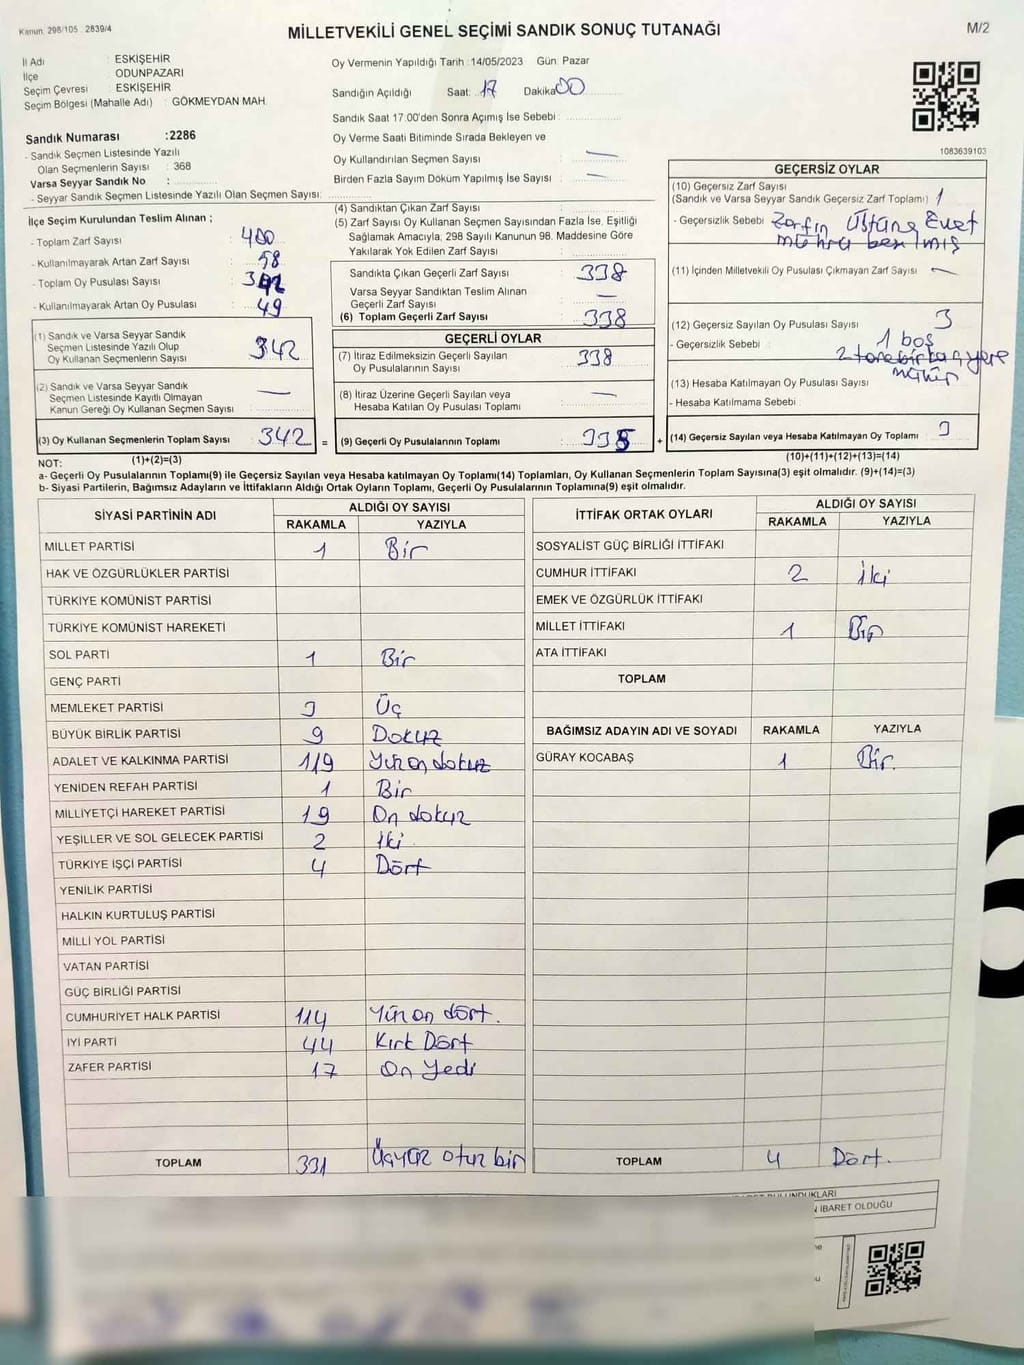 Kanun. 298/105 2839/4
MİLLETVEKİLİ GENEL SEÇİMİ SANDIK SONUÇ TUTANAĞI
M/2
İl Adı : ESKİŞEHİR
İlçe : ODUNPAZARI
Seçim Çevresi : ESKİŞEHİR
Seçim Bölgesi (Mahalle Adı) : GÖKMEYDAN MAH.
Oy Vermenin Yapıldığı Tarih :14/05/2023 Gün: Pazar
Sandığın Açıldığı Saat: 17 Dakika 00
Sandık Saat 17:00'den Sonra Açımış İse Sebebi :
Oy Verme Saati Bitiminde Sırada Bekleyen ve
Oy Kullandırılan Seçmen Sayısı : —
Birden Fazla Sayım Döküm Yapılmış İse Sayısı : —
Sandık Numarası :2286
- Sandık Seçmen Listesinde Yazılı
Olan Seçmenlerin Sayısı : 368
Varsa Seyyar Sandık No :
- Seyyar Sandık Seçmen Listesinde Yazılı Olan Seçmen Sayısı:
1083639103
İlçe Seçim Kurulundan Teslim Alınan ;
- Toplam Zarf Sayısı : 400
- Kullanılmayarak Artan Zarf Sayısı : 58
- Toplam Oy Pusulası Sayısı :
- Kullanılmayarak Artan Oy Pusulası : 49
(1) Sandık ve Varsa Seyyar Sandık
Seçmen Listesinde Yazılı Olup
Oy Kullanan Seçmenlerin Sayısı : 342
(2) Sandık ve Varsa Seyyar Sandık
Seçmen Listesinde Kayıtlı Olmayan
Kanun Gereği Oy Kullanan Seçmen Sayısı : —
(3) Oy Kullanan Seçmenlerin Toplam Sayısı : 342 =
(1)+(2)=(3)
(4) Sandıktan Çıkan Zarf Sayısı :
(5) Zarf Sayısı Oy Kullanan Seçmen Sayısından Fazla İse, Eşitliği
Sağlamak Amacıyla, 298 Sayılı Kanunun 98. Maddesine Göre
Yakılarak Yok Edilen Zarf Sayısı :
Sandıkta Çıkan Geçerli Zarf Sayısı : 338
Varsa Seyyar Sandıktan Teslim Alınan
Geçerli Zarf Sayısı : —
(6) Toplam Geçerli Zarf Sayısı : 338
GEÇERLİ OYLAR
(7) İtiraz Edilmeksizin Geçerli Sayılan
Oy Pusulalarının Sayısı : 338
(8) İtiraz Üzerine Geçerli Sayılan veya
Hesaba Katılan Oy Pusulası Toplamı : —
(9) Geçerli Oy Pusulalarının Toplamı : 335 +
GEÇERSİZ OYLAR
(10) Geçersiz Zarf Sayısı
(Sandık ve Varsa Seyyar Sandık Geçersiz Zarf Toplamı) : 1
- Geçersizlik Sebebi : Zarfın Üstüne Evet
mührü basılmış
(11) İçinden Milletvekili Oy Pusulası Çıkmayan Zarf Sayısı : —
(12) Geçersiz Sayılan Oy Pusulası Sayısı : 3
- Geçersizlik Sebebi : 1 boş
2 tane birkaç yere
mühür
(13) Hesaba Katılmayan Oy Pusulası Sayısı :
- Hesaba Katılmama Sebebi :
(14) Geçersiz Sayılan veya Hesaba Katılmayan Oy Toplamı : 3
(10)+(11)+(12)+(13)=(14)
NOT:
a- Geçerli Oy Pusulalarının Toplamı(9) ile Geçersiz Sayılan veya Hesaba katılmayan Oy Toplamı(14) Toplamları, Oy Kullanan Seçmenlerin Toplam Sayısına(3) eşit olmalıdır. (9)+(14)=(3)
b- Siyasi Partilerin, Bağımsız Adayların ve İttifakların Aldığı Ortak Oyların Toplamı, Geçerli Oy Pusulalarının Toplamına(9) eşit olmalıdır.
SİYASİ PARTİNİN ADI ALDIĞI OY SAYISI
RAKAMLA YAZIYLA
MİLLET PARTİSİ 1 Bir
HAK VE ÖZGÜRLÜKLER PARTİSİ
TÜRKİYE KOMÜNİST PARTİSİ
TÜRKİYE KOMÜNİST HAREKETİ
SOL PARTİ 1 Bir
GENÇ PARTİ
MEMLEKET PARTİSİ 3 Üç
BÜYÜK BİRLİK PARTİSİ 9 Dokuz
ADALET VE KALKINMA PARTİSİ 119 Yüz on dokuz
YENİDEN REFAH PARTİSİ 1 Bir
MİLLİYETÇİ HAREKET PARTİSİ 19 On dokuz
YEŞİLLER VE SOL GELECEK PARTİSİ 2 İki
TÜRKİYE İŞÇİ PARTİSİ 4 Dört
YENİLİK PARTİSİ
HALKIN KURTULUŞ PARTİSİ
MİLLİ YOL PARTİSİ
VATAN PARTİSİ
GÜÇ BİRLİĞİ PARTİSİ
CUMHURİYET HALK PARTİSİ 114 Yüz on dört.
İYİ PARTİ 44 Kırk Dört
ZAFER PARTİSİ 17 On Yedi
TOPLAM 331 Üçyüz otuz bir
İTTİFAK ORTAK OYLARI ALDIĞI OY SAYISI
RAKAMLA YAZIYLA
SOSYALİST GÜÇ BİRLİĞİ İTTİFAKI
CUMHUR İTTİFAKI 2 İki
EMEK VE ÖZGÜRLÜK İTTİFAKI
MİLLET İTTİFAKI 1 Bir
ATA İTTİFAKI
TOPLAM
BAĞIMSIZ ADAYIN ADI VE SOYADI RAKAMLA YAZIYLA
GÜRAY KOCABAŞ 1 Bir.
TOPLAM 4 Dört.
İBARET OLDUĞU